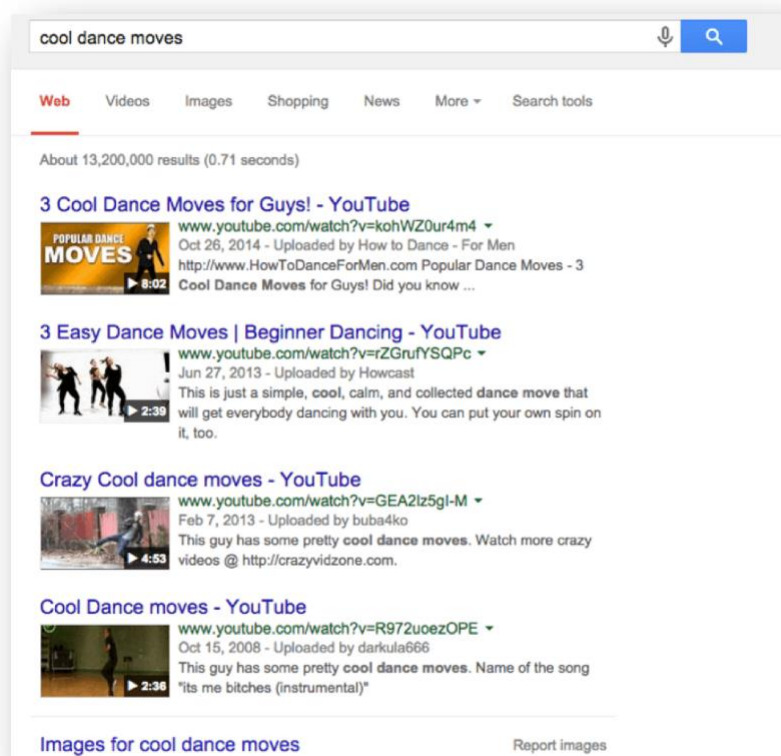 cool dance moves
Web Videos Images Shopping News More Search tools
About 13,200,000 results (0.71 seconds)
3 Cool Dance Moves for Guys! - YouTube
POPULAR DANCE
MOVES
8:02
www.youtube.com/watch?v=kohWZ0ur4m4
Oct 26, 2014 - Uploaded by How to Dance - For Men
http://www.HowToDanceForMen.com Popular Dance Moves - 3
Cool Dance Moves for Guys! Did you know ...
3 Easy Dance Moves | Beginner Dancing - YouTube
2:39
www.youtube.com/watch?v=rZGrufYSQPc
Jun 27, 2013 - Uploaded by Howcast
This is just a simple, cool, calm, and collected dance move that
will get everybody dancing with you. You can put your own spin on
it, too.
Crazy Cool dance moves - YouTube
4:53
www.youtube.com/watch?v=GEA2Iz5gI-M
Feb 7, 2013 - Uploaded by buba4ko
This guy has some pretty cool dance moves. Watch more crazy
videos @ http://crazyvidzone.com.
Cool Dance moves - YouTube
2:36
www.youtube.com/watch?v=R972uoezOPE
Oct 15, 2008 - Uploaded by darkula666
This guy has some pretty cool dance moves. Name of the song
"its me bitches (instrumental)"
Images for cool dance moves Report images